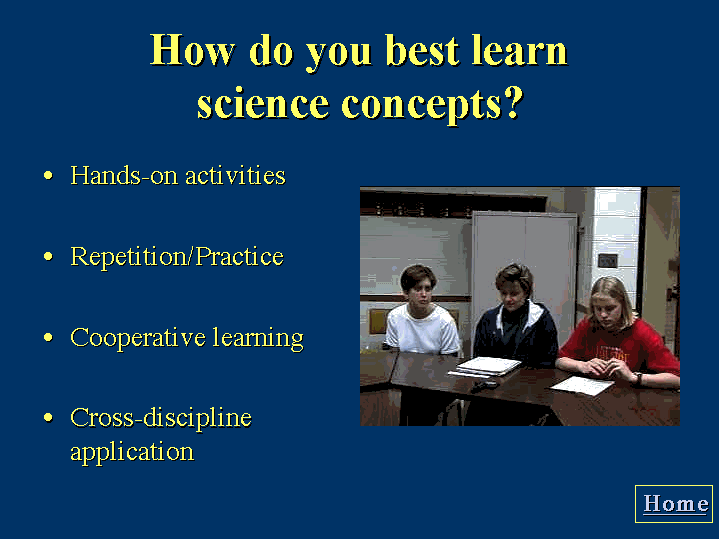 How do you best learn
science concepts?
• Hands-on activities
• Repetition/Practice
• Cooperative learning
• Cross-discipline
application
Home